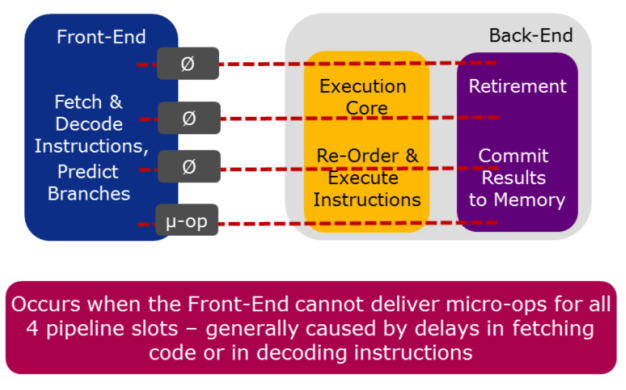 Front-End
Fetch &
Decode
Instructions,
Predict
Branches
Ø
Ø
Ø
μ-op
Back-End
Execution
Core
Re-Order &
Execute
Instructions
Retirement
Commit
Results
to Memory
Occurs when the Front-End cannot deliver micro-ops for all
4 pipeline slots – generally caused by delays in fetching
code or in decoding instructions